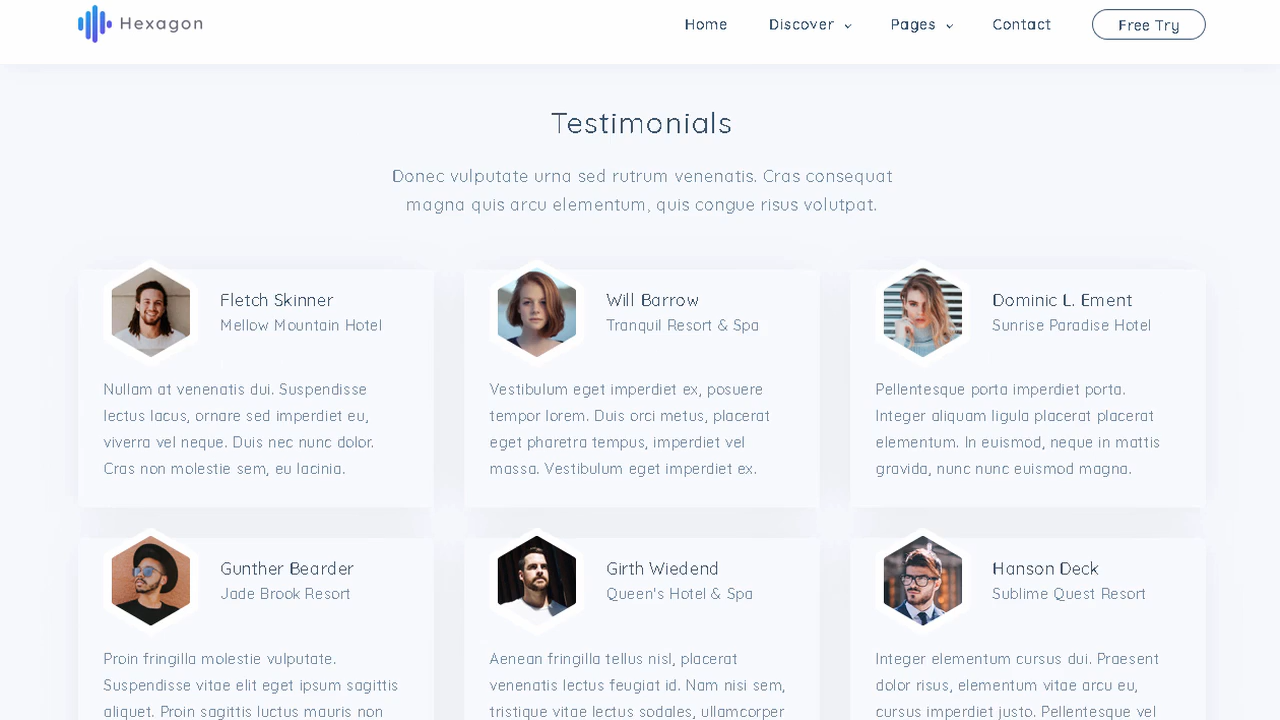 Hexagon
Home
Discover
Pages
Contact
Free Try
Testimonials
Donec vulputate urna sed rutrum venenatis. Cras consequat
magna quis arcu elementum, quis congue risus volutpat.
Fletch Skinner
Mellow Mountain Hotel
Nullam at venenatis dui. Suspendisse
lectus lacus, ornare sed imperdiet eu,
viverra vel neque. Duis nec nunc dolor.
Cras non molestie sem, eu lacinia.
Will Barrow
Tranquil Resort & Spa
Vestibulum eget imperdiet ex, posuere
tempor lorem. Duis orci metus, placerat
eget pharetra tempus, imperdiet vel
massa. Vestibulum eget imperdiet ex.
Dominic L. Ement
Sunrise Paradise Hotel
Pellentesque porta imperdiet porta.
Integer aliquam ligula placerat placerat
elementum. In euismod, neque in mattis
gravida, nunc nunc euismod magna.
Gunther Bearder
Jade Brook Resort
Proin fringilla molestie vulputate.
Suspendisse vitae elit eget ipsum sagittis
aliquet. Proin sagittis luctus mauris non
Girth Wiedend
Queen's Hotel & Spa
Aenean fringilla tellus nisl, placerat
venenatis lectus feugiat id. Nam nisi sem,
tristique vitae lectus sodales, ullamcorper
Hanson Deck
Sublime Quest Resort
Integer elementum cursus dui. Praesent
dolor risus, elementum vitae arcu eu,
cursus imperdiet justo. Pellentesque vel